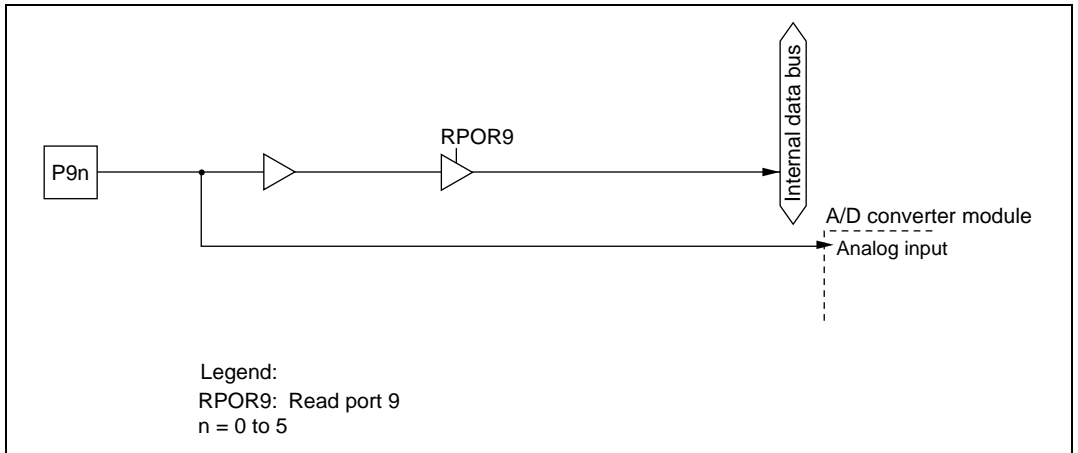 RPOR9
P9n
Internal data bus
A/D converter module
Analog input
Legend:
RPOR9: Read port 9
n = 0 to 5